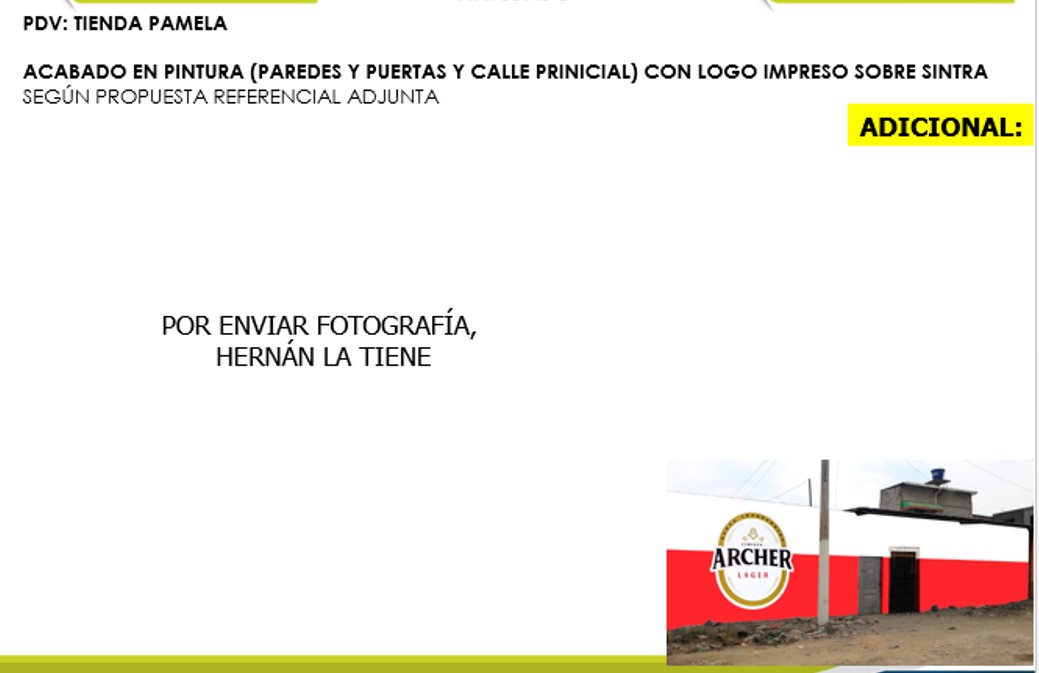 PDV: TIENDA PAMELA
ACABADO EN PINTURA (PAREDES Y PUERTAS Y CALLE PRINICIAL) CON LOGO IMPRESO SOBRE SINTRA
SEGÚN PROPUESTA REFERENCIAL ADJUNTA
ADICIONAL:
POR ENVIAR FOTOGRAFÍA,
HERNÁN LA TIENE
ARCHER
LAGER